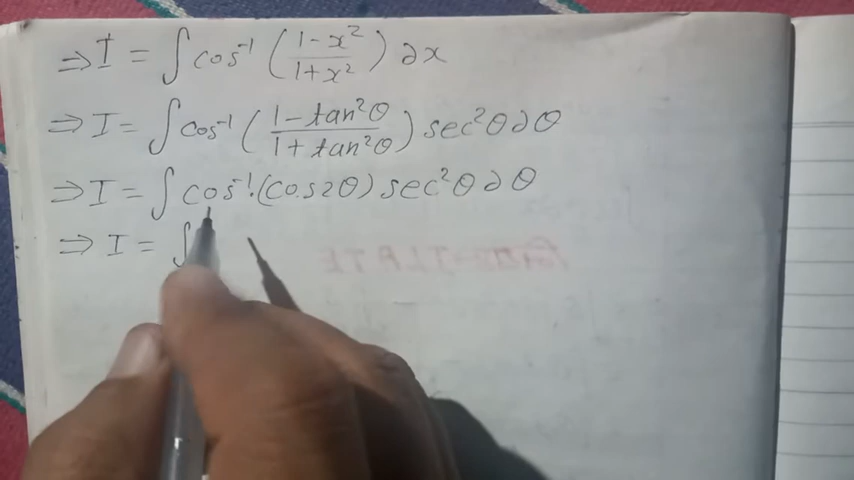 ⇒ I = ∫ cos⁻¹ (1-x²/1+x²) ∂x
⇒ I = ∫ cos⁻¹ (1-tan²θ/1+tan²θ) sec²θ ∂θ
⇒ I = ∫ cos⁻¹.(cos2θ) sec²θ ∂θ
⇒ I = ∫